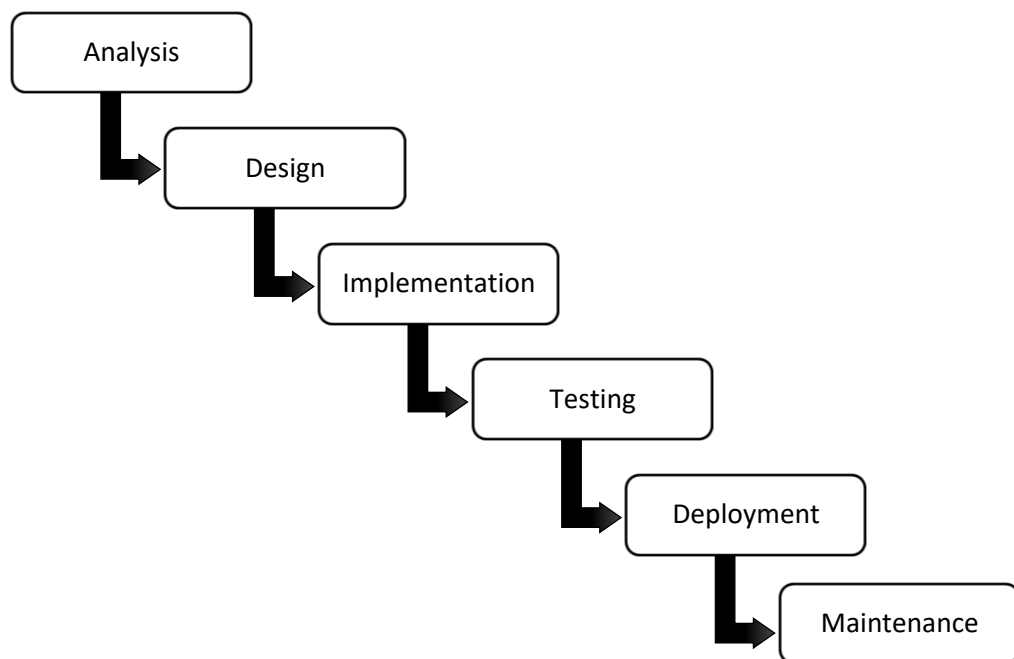 Analysis
Design
Implementation
Testing
Deployment
Maintenance